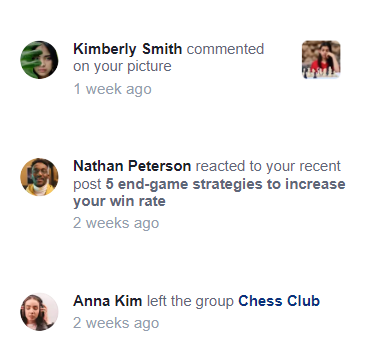 Kimberly Smith commented
on your picture
1 week ago
Nathan Peterson reacted to your recent
post 5 end-game strategies to increase
your win rate
2 weeks ago
Anna Kim left the group Chess Club
2 weeks ago